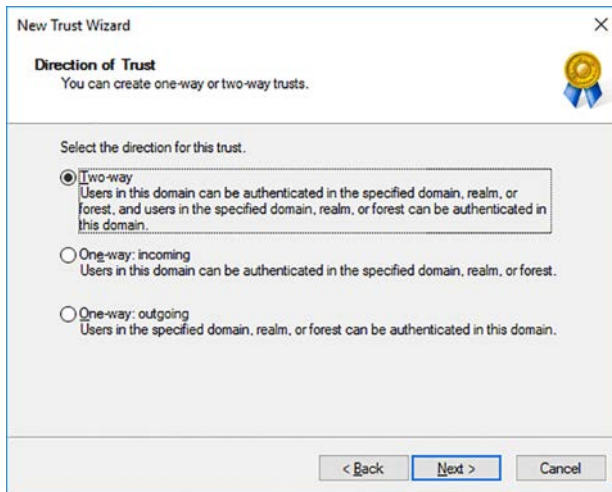 New Trust Wizard
Direction of Trust
You can create one-way or two-way trusts.
Select the direction for this trust.
Two-way
Users in this domain can be authenticated in the specified domain, realm, or
forest, and users in the specified domain, realm, or forest can be authenticated in
this domain.
One-way: incoming
Users in this domain can be authenticated in the specified domain, realm, or forest.
One-way: outgoing
Users in the specified domain, realm, or forest can be authenticated in this domain.
< Back Next > Cancel